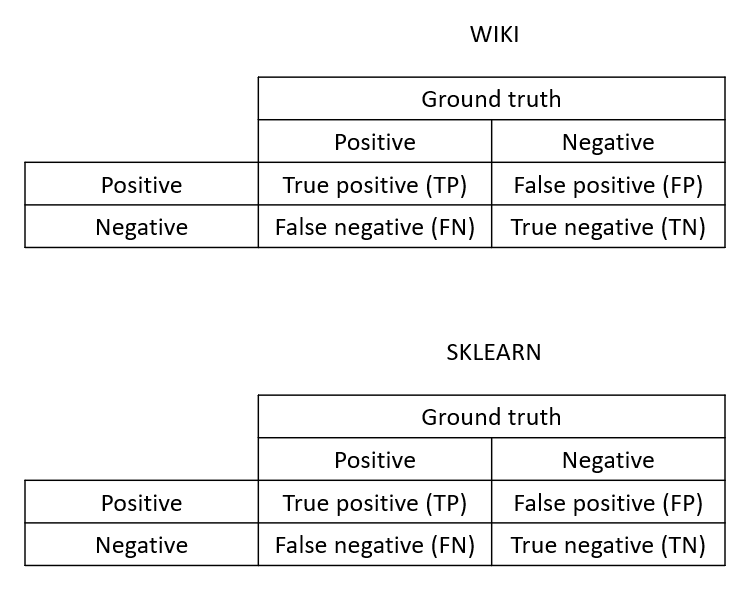 WIKI
Ground truth
Positive Negative
Positive True positive (TP) False positive (FP)
Negative False negative (FN) True negative (TN)
SKLEARN
Ground truth
Positive Negative
Positive True positive (TP) False positive (FP)
Negative False negative (FN) True negative (TN)